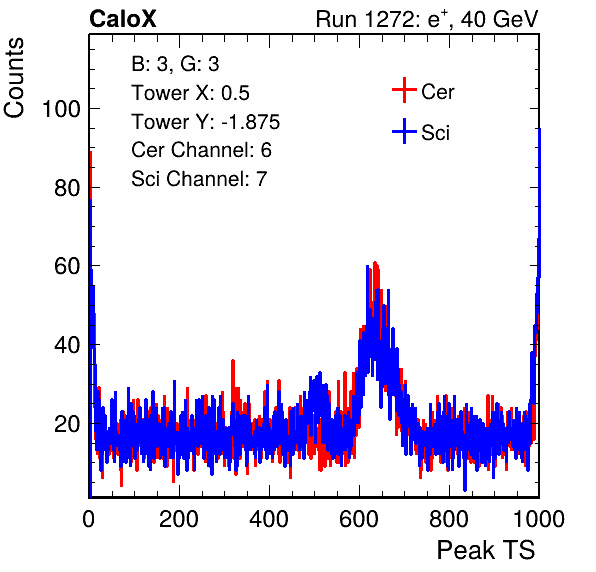 CaloX
Run 1272: e+, 40 GeV
Counts
B: 3, G: 3
Tower X: 0.5
Tower Y: -1.875
Cer Channel: 6
Sci Channel: 7
Cer
Sci
100
80
60
40
20
0 200 400 600 800 1000
Peak TS